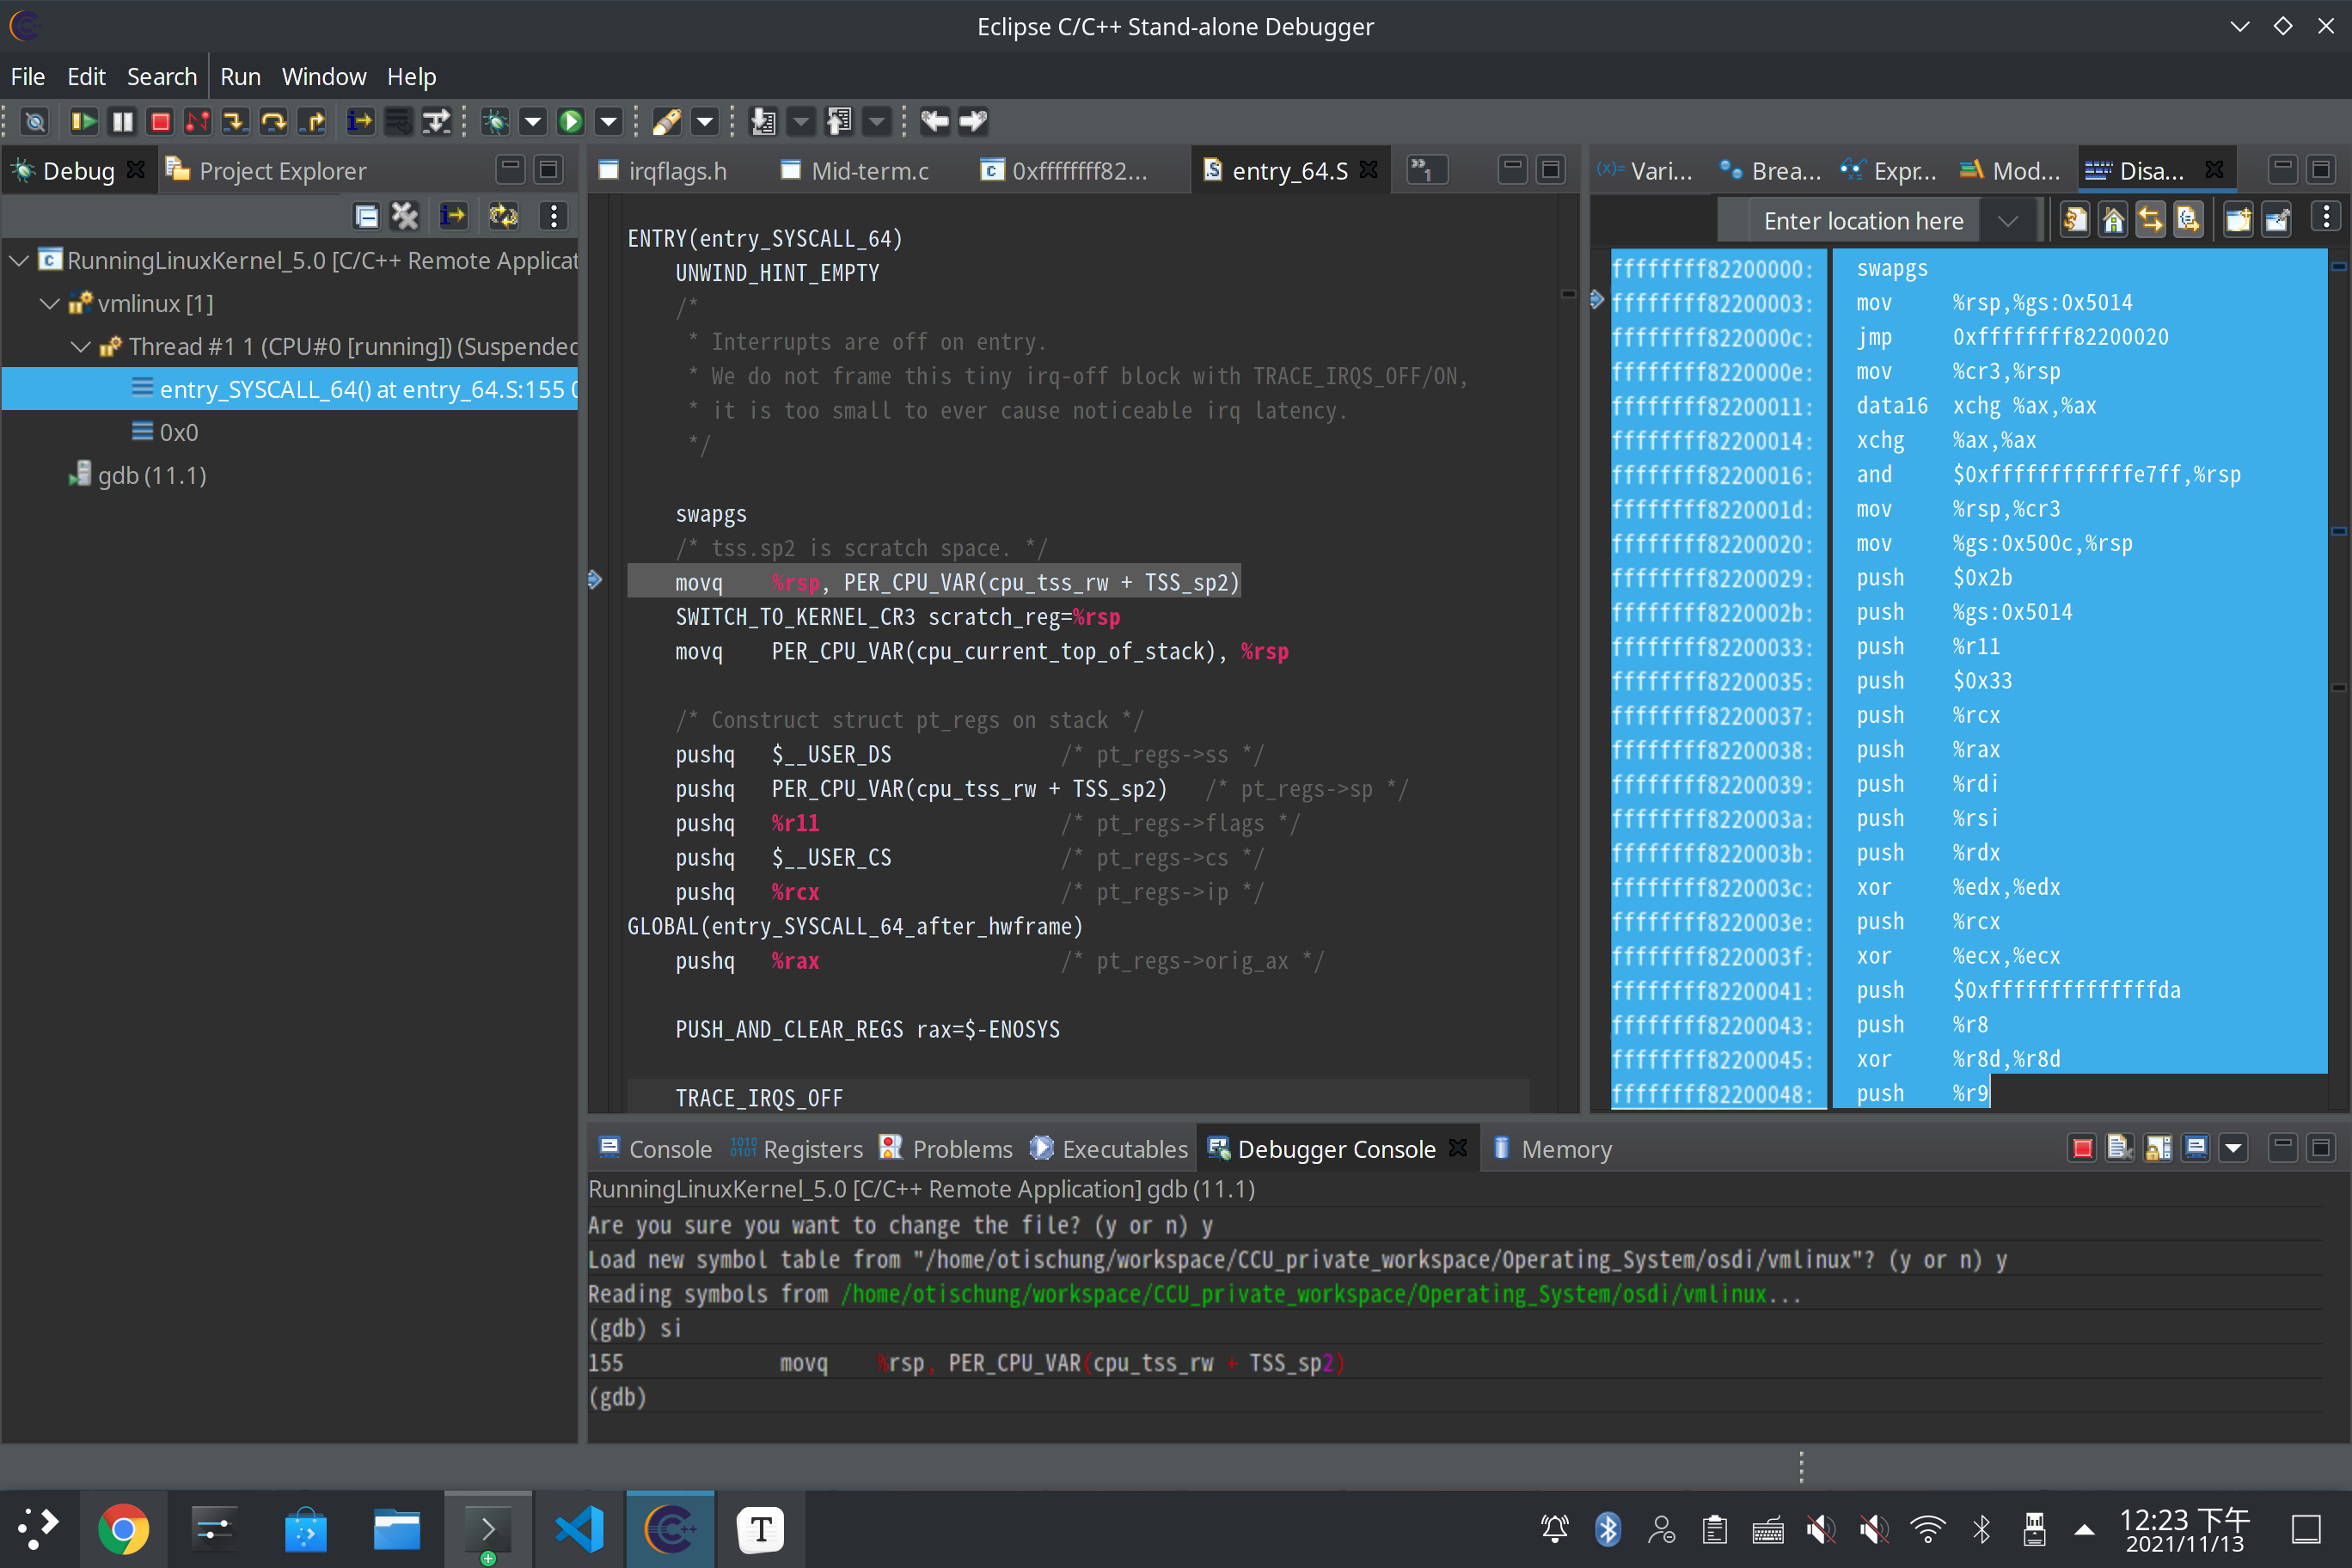 Eclipse C/C++ Stand-alone Debugger
File Edit Search Run Window Help
Debug Project Explorer
RunningLinuxKernel_5.0 [C/C++ Remote Applicat
vmlinux [1]
Thread #1 1 (CPU#0 [running]) (Suspended
entry_SYSCALL_64() at entry_64.S:155 0
0x0
gdb (11.1)
irqflags.h Mid-term.c 0xffffffff82... entry_64.S 1
ENTRY(entry_SYSCALL_64)
UNWIND_HINT_EMPTY
/*
* Interrupts are off on entry.
* We do not frame this tiny irq-off block with TRACE_IRQS_OFF/ON,
* it is too small to ever cause noticeable irq latency.
*/
swapgs
/* tss.sp2 is scratch space. */
movq %rsp, PER_CPU_VAR(cpu_tss_rw + TSS_sp2)
SWITCH_TO_KERNEL_CR3 scratch_reg=%rsp
movq PER_CPU_VAR(cpu_current_top_of_stack), %rsp
/* Construct struct pt_regs on stack */
pushq $__USER_DS /* pt_regs->ss */
pushq PER_CPU_VAR(cpu_tss_rw + TSS_sp2) /* pt_regs->sp */
pushq %r11 /* pt_regs->flags */
pushq $__USER_CS /* pt_regs->cs */
pushq %rcx /* pt_regs->ip */
GLOBAL(entry_SYSCALL_64_after_hwframe)
pushq %rax /* pt_regs->orig_ax */
PUSH_AND_CLEAR_REGS rax=$-ENOSYS
TRACE_IRQS_OFF
(x)= Vari... Brea... Expr... Mod... Disa...
Enter location here
ffffffff82200000: swapgs
ffffffff82200003: mov %rsp,%gs:0x5014
ffffffff8220000c: jmp 0xffffffff82200020
ffffffff8220000e: mov %cr3,%rsp
ffffffff82200011: data16 xchg %ax,%ax
ffffffff82200014: xchg %ax,%ax
ffffffff82200016: and $0xffffffffffffe7ff,%rsp
ffffffff8220001d: mov %rsp,%cr3
ffffffff82200020: mov %gs:0x500c,%rsp
ffffffff82200029: push $0x2b
ffffffff8220002b: push %gs:0x5014
ffffffff82200033: push %r11
ffffffff82200035: push $0x33
ffffffff82200037: push %rcx
ffffffff82200038: push %rax
ffffffff82200039: push %rdi
ffffffff8220003a: push %rsi
ffffffff8220003b: push %rdx
ffffffff8220003c: xor %edx,%edx
ffffffff8220003e: push %rcx
ffffffff8220003f: xor %ecx,%ecx
ffffffff82200041: push $0xffffffffffffffda
ffffffff82200043: push %r8
ffffffff82200045: xor %r8d,%r8d
ffffffff82200048: push %r9
Console Registers Problems Executables Debugger Console Memory
RunningLinuxKernel_5.0 [C/C++ Remote Application] gdb (11.1)
Are you sure you want to change the file? (y or n) y
Load new symbol table from "/home/otischung/workspace/CCU_private_workspace/Operating_System/osdi/vmlinux"? (y or n) y
Reading symbols from /home/otischung/workspace/CCU_private_workspace/Operating_System/osdi/vmlinux...
(gdb) si
155 movq %rsp, PER_CPU_VAR(cpu_tss_rw + TSS_sp2)
(gdb)
12:23 下午
2021/11/13